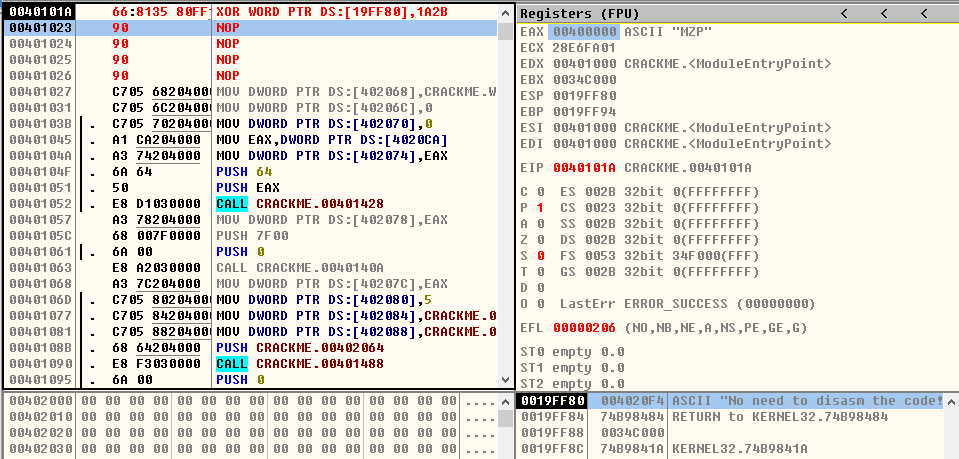 0040101A 66:8135 80FF XOR WORD PTR DS:[19FF80],1A2B
00401023 90 NOP
00401024 90 NOP
00401025 90 NOP
00401026 90 NOP
00401027 C705 68204000 MOV DWORD PTR DS:[402068],CRACKME.W
00401031 C705 6C204000 MOV DWORD PTR DS:[40206C],0
0040103B . C705 70204000 MOV DWORD PTR DS:[402070],0
00401045 . A1 CA204000 MOV EAX,DWORD PTR DS:[4020CA]
0040104A . A3 74204000 MOV DWORD PTR DS:[402074],EAX
0040104F . 6A 64 PUSH 64
00401051 . 50 PUSH EAX
00401052 . E8 D1030000 CALL CRACKME.00401428
00401057 A3 78204000 MOV DWORD PTR DS:[402078],EAX
0040105C 68 007F0000 PUSH 7F00
00401061 . 6A 00 PUSH 0
00401063 E8 A2030000 CALL CRACKME.0040140A
00401068 A3 7C204000 MOV DWORD PTR DS:[40207C],EAX
0040106D . C705 80204000 MOV DWORD PTR DS:[402080],5
00401077 . C705 84204000 MOV DWORD PTR DS:[402084],CRACKME.0
00401081 . C705 88204000 MOV DWORD PTR DS:[402088],CRACKME.0
0040108B . 68 64204000 PUSH CRACKME.00402064
00401090 . E8 F3030000 CALL CRACKME.00401488
00401095 . 6A 00 PUSH 0
Registers (FPU) < < <
EAX 00400000 ASCII "MZP"
ECX 28E6FA01
EDX 00401000 CRACKME.<ModuleEntryPoint>
EBX 0034C000
ESP 0019FF80
EBP 0019FF94
ESI 00401000 CRACKME.<ModuleEntryPoint>
EDI 00401000 CRACKME.<ModuleEntryPoint>
EIP 0040101A CRACKME.0040101A
C 0 ES 002B 32bit 0(FFFFFFFF)
P 1 CS 0023 32bit 0(FFFFFFFF)
A 0 SS 002B 32bit 0(FFFFFFFF)
Z 0 DS 002B 32bit 0(FFFFFFFF)
S 0 FS 0053 32bit 34F000(FFF)
T 0 GS 002B 32bit 0(FFFFFFFF)
D 0
O 0 LastErr ERROR_SUCCESS (00000000)
EFL 00000206 (NO,NB,NE,A,NS,PE,GE,G)
ST0 empty 0.0
ST1 empty 0.0
ST2 empty 0.0
00402000 00 00 00 00 00 00 00 00 00 00 00 00 00 00 00 00 ....
00402010 00 00 00 00 00 00 00 00 00 00 00 00 00 00 00 00 ....
00402020 00 00 00 00 00 00 00 00 00 00 00 00 00 00 00 00 ....
00402030 00 00 00 00 00 00 00 00 00 00 00 00 00 00 00 00 ....
0019FF80 004020F4 ASCII "No need to disasm the code!
0019FF84 74B98484 RETURN to KERNEL32.74B98484
0019FF88 0034C000
0019FF8C 74B9841A KERNEL32.74B9841A